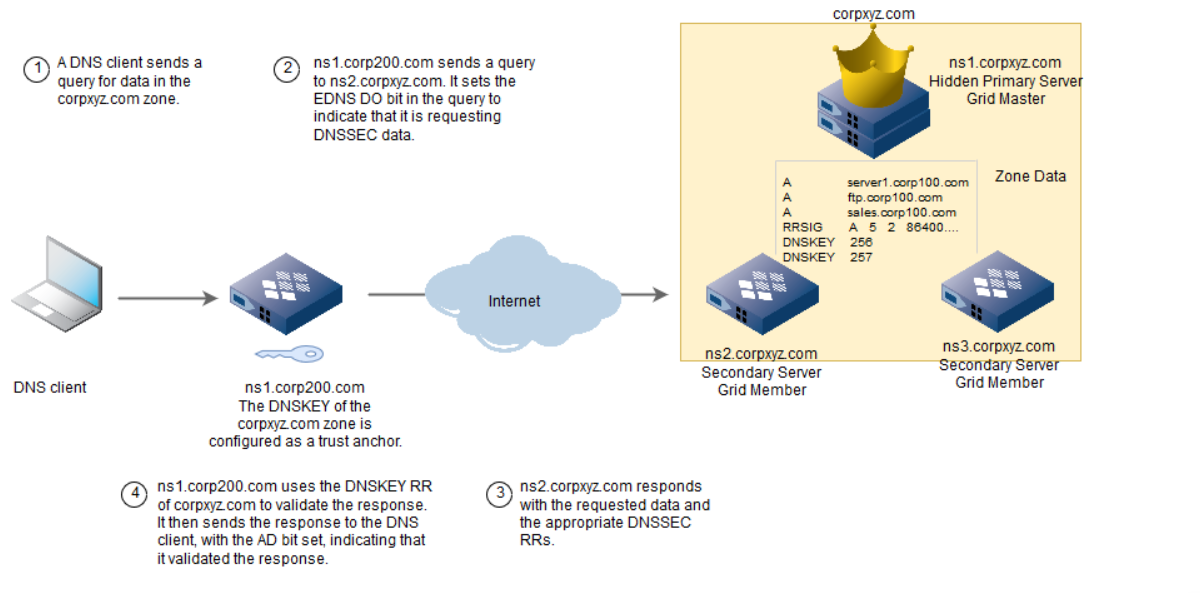 corpxyz.com
1
A DNS client sends a
query for data in the
corpxyz.com zone.
2
ns1.corp200.com sends a query
to ns2.corpxyz.com. It sets the
EDNS DO bit in the query to
indicate that it is requesting
DNSSEC data.
ns1.corpxyz.com
Hidden Primary Server
Grid Master
Zone Data
A server1.corp100.com
A ftp.corp100.com
A sales.corp100.com
RRSIG A 5 2 86400....
DNSKEY 256
DNSKEY 257
Internet
ns2.corpxyz.com
Secondary Server
Grid Member
ns3.corpxyz.com
Secondary Server
Grid Member
DNS client
ns1.corp200.com
The DNSKEY of the
corpxyz.com zone is
configured as a trust anchor.
4
ns1.corp200.com uses the DNSKEY RR
of corpxyz.com to validate the response.
It then sends the response to the DNS
client, with the AD bit set, indicating that
it validated the response.
3
ns2.corpxyz.com responds
with the requested data and
the appropriate DNSSEC
RRs.